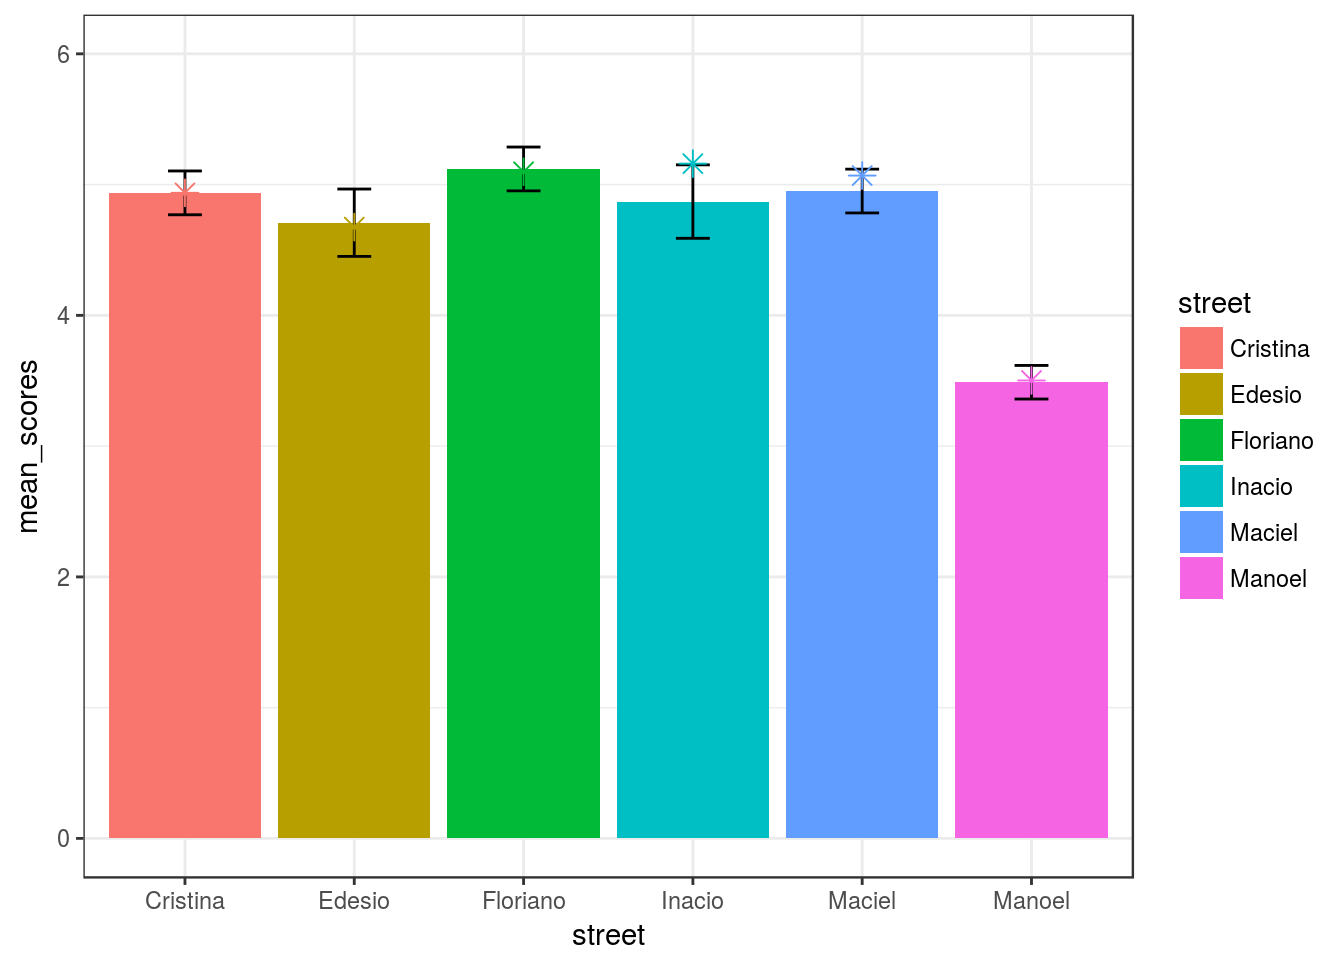 mean_scores
6
4
2
0
Cristina
Edesio
Floriano
Inacio
Maciel
Manoel
street
street
Cristina
Edesio
Floriano
Inacio
Maciel
Manoel